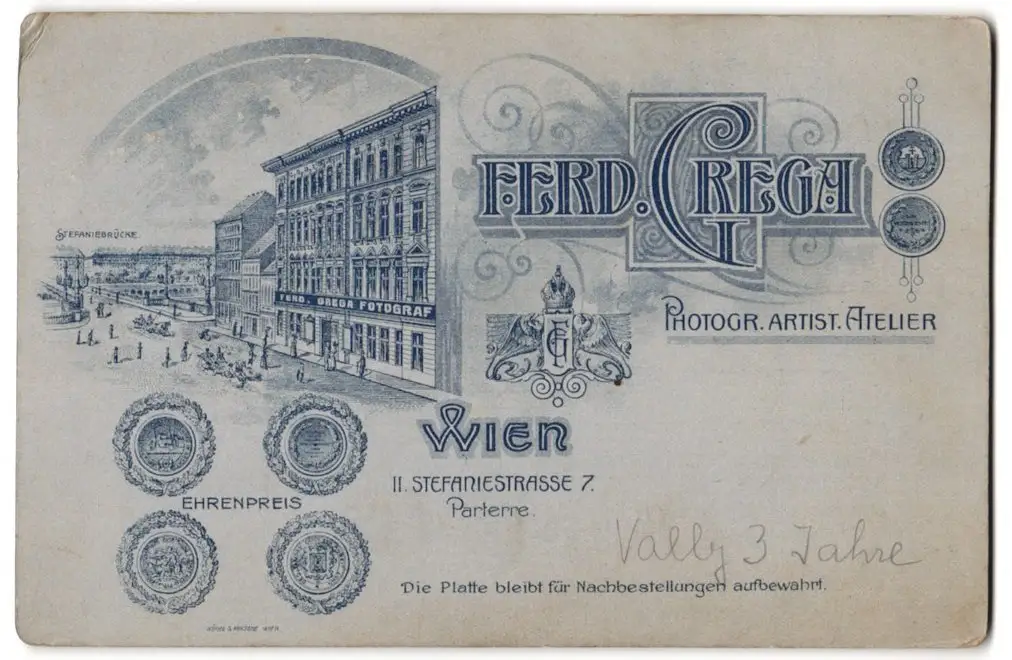 STEFANIEBRÜCKE
FERD. GREGA FOTOGRAF
FERD. GREGA
PHOTOGR. ARTIST. ATELIER
FG
WIEN
II. STEFANIESTRASSE 7.
Parterre.
EHRENPREIS
Vally 3 Jahre
Die Platte bleibt für Nachbestellungen aufbewahrt.